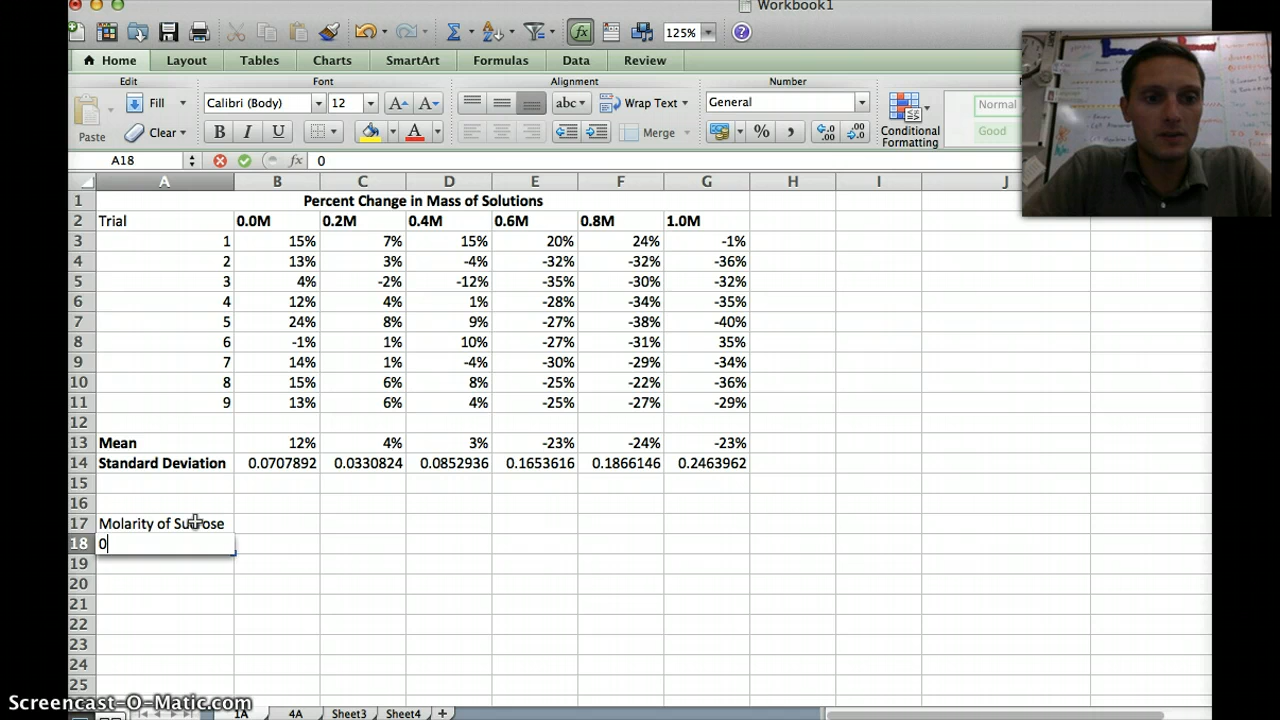 Workbook1
125%
Home Layout Tables Charts SmartArt Formulas Data Review
Edit Font Alignment Number
Fill Calibri (Body) 12 abc Wrap Text General Normal
Paste Clear B I U A Merge % Conditional Formatting Good
A18 fx 0
A B C D E F G H I J
1 Percent Change in Mass of Solutions
2 Trial 0.0M 0.2M 0.4M 0.6M 0.8M 1.0M
3 1 15% 7% 15% 20% 24% -1%
4 2 13% 3% -4% -32% -32% -36%
5 3 4% -2% -12% -35% -30% -32%
6 4 12% 4% 1% -28% -34% -35%
7 5 24% 8% 9% -27% -38% -40%
8 6 -1% 1% 10% -27% -31% 35%
9 7 14% 1% -4% -30% -29% -34%
10 8 15% 6% 8% -25% -22% -36%
11 9 13% 6% 4% -25% -27% -29%
12
13 Mean 12% 4% 3% -23% -24% -23%
14 Standard Deviation 0.0707892 0.0330824 0.0852936 0.1653616 0.1866146 0.2463962
15
16
17 Molarity of Sucrose
18 0
19
20
21
22
23
24
25
Screencast-O-Matic.com 1A 4A Sheet3 Sheet4